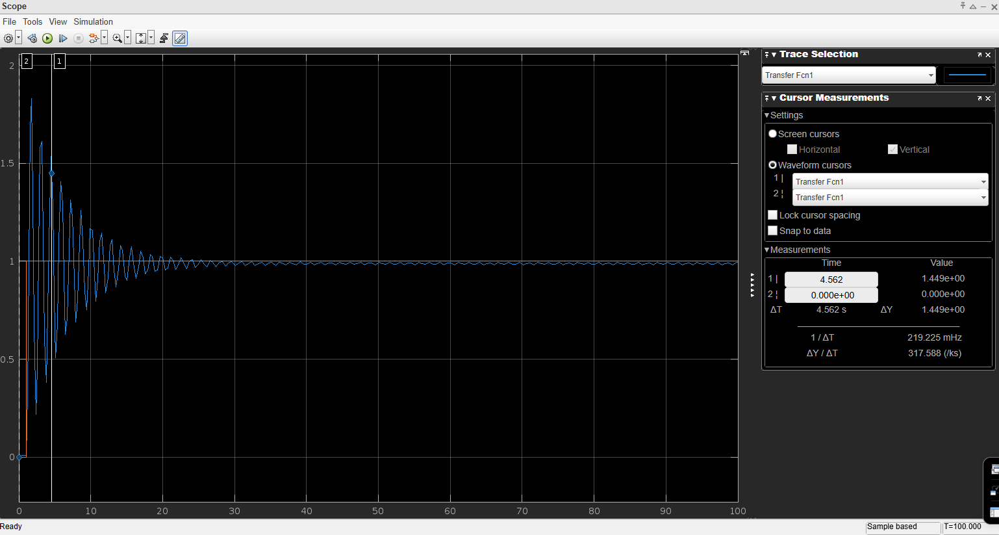 Scope
File Tools View Simulation
2
1
2
1.5
1
0.5
0
0 10 20 30 40 50 60 70 80 90 100
Trace Selection
Transfer Fcn1
Cursor Measurements
Settings
Screen cursors
Horizontal Vertical
Waveform cursors
1 | Transfer Fcn1
2 ¦ Transfer Fcn1
Lock cursor spacing
Snap to data
Measurements
Time Value
1 | 4.562 1.449e+00
2 ¦ 0.000e+00 0.000e+00
ΔT 4.562 s ΔY 1.449e+00
1 / ΔT 219.225 mHz
ΔY / ΔT 317.588 (/ks)
Ready Sample based T=100.000